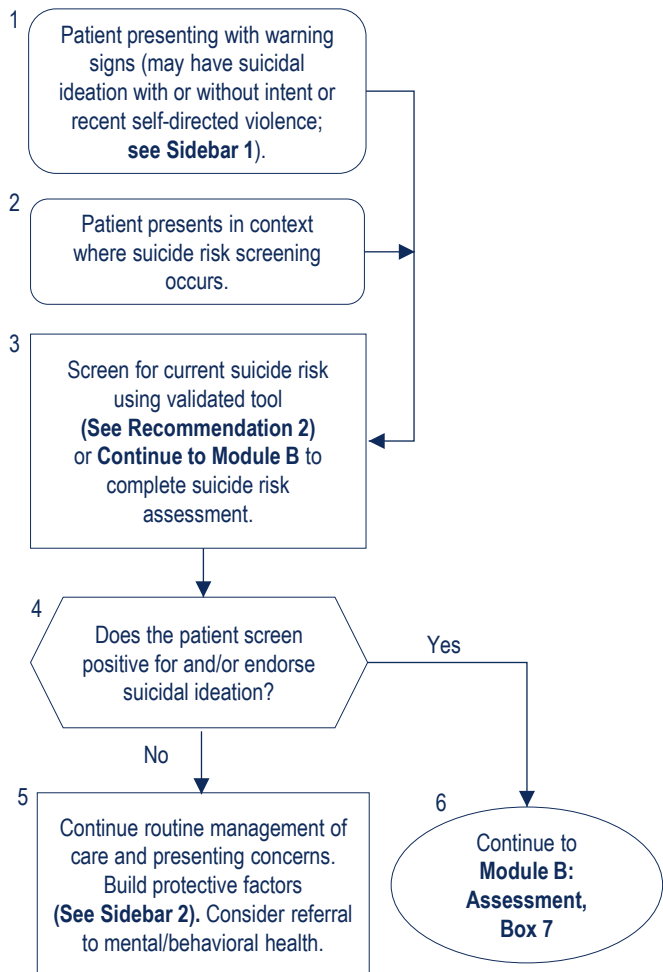 1
Patient presenting with warning
signs (may have suicidal
ideation with or without intent or
recent self-directed violence;
see Sidebar 1).
2
Patient presents in context
where suicide risk screening
occurs.
3
Screen for current suicide risk
using validated tool
(See Recommendation 2)
or Continue to Module B to
complete suicide risk
assessment.
4
Does the patient screen
positive for and/or endorse
suicidal ideation?
Yes
No
5
Continue routine management of
care and presenting concerns.
Build protective factors
(See Sidebar 2). Consider referral
to mental/behavioral health.
6
Continue to
Module B:
Assessment,
Box 7